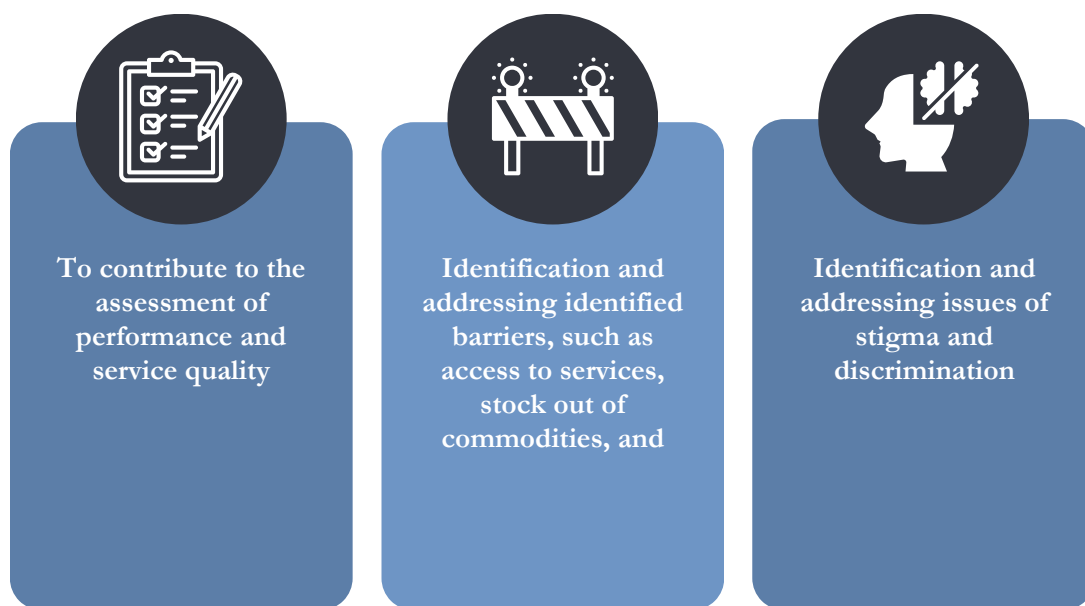 To contribute to the
assessment of
performance and
service quality
Identification and
addressing identified
barriers, such as
access to services,
stock out of
commodities, and
Identification and
addressing issues of
stigma and
discrimination